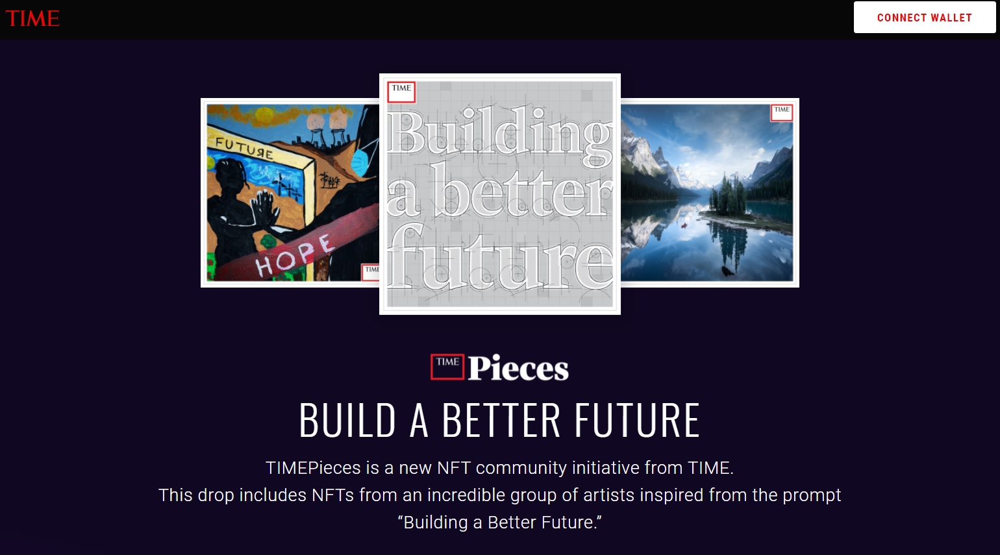 TIME
CONNECT WALLET
FUTURE
HOPE
TIME
TIME
Building
a better
future
TIME
TIME Pieces
BUILD A BETTER FUTURE
TIMEPieces is a new NFT community initiative from TIME.
This drop includes NFTs from an incredible group of artists inspired from the prompt
“Building a Better Future.”